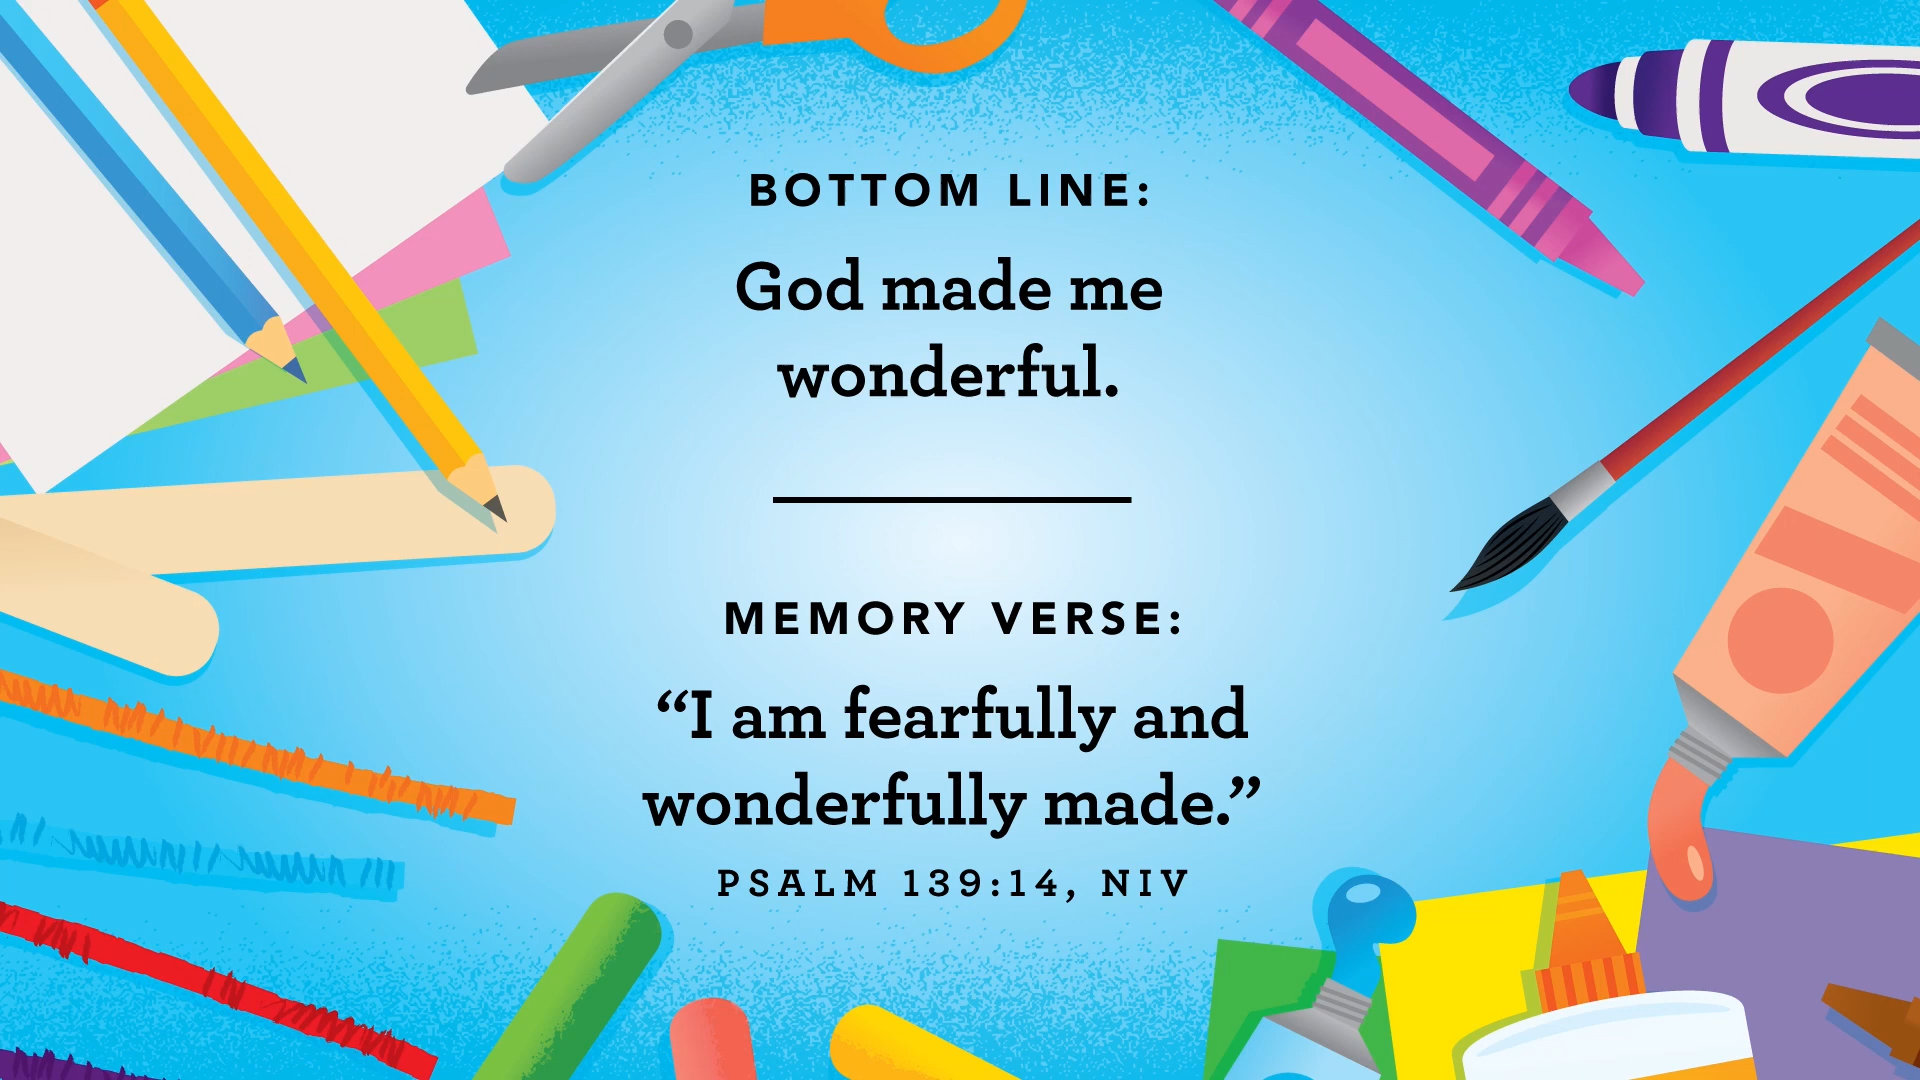 BOTTOM LINE:
God made me
wonderful.
MEMORY VERSE:
“I am fearfully and
wonderfully made.”
PSALM 139:14, NIV